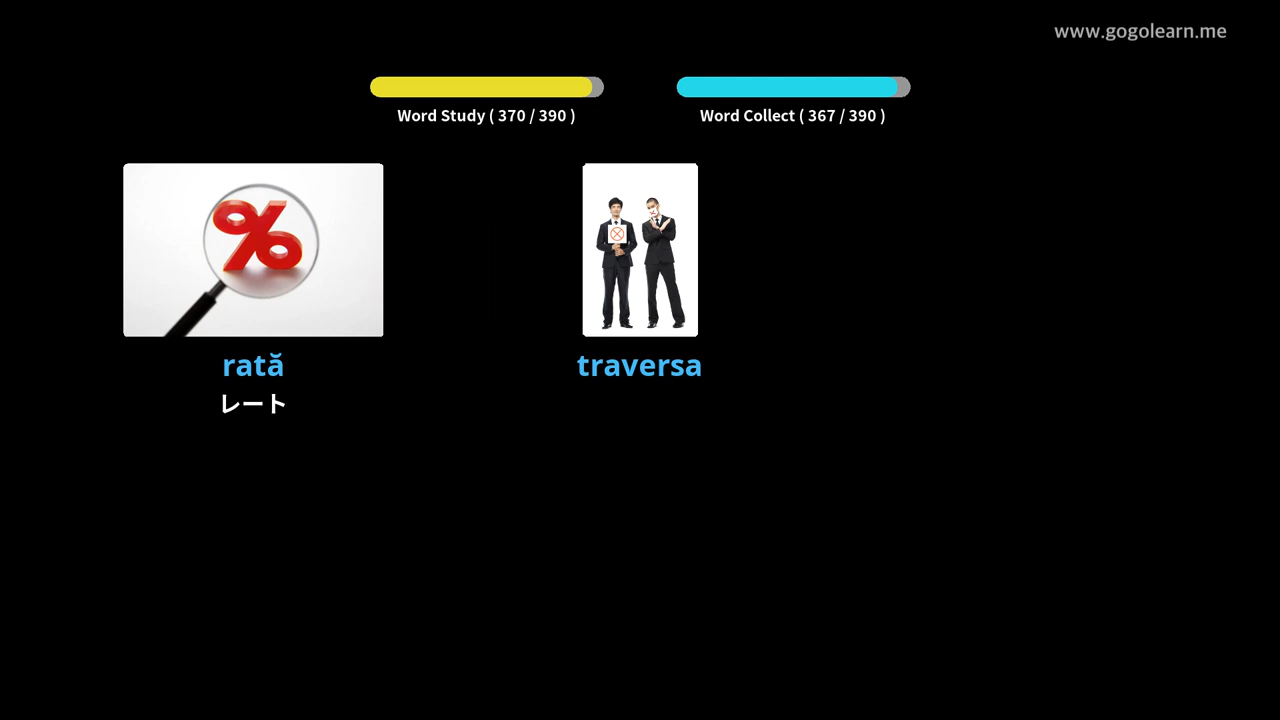 www.gogolearn.me
Word Study ( 370 / 390 )
Word Collect ( 367 / 390 )
%
rată
traversa
レート